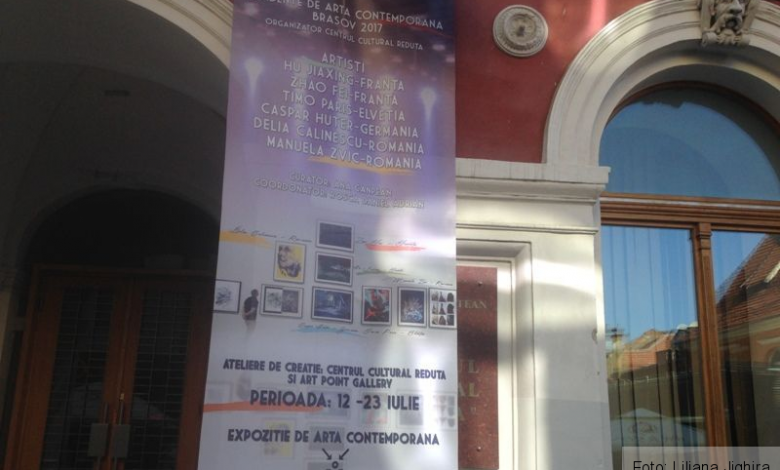 DE ARTA CONTEMPORANA
BRASOV 2017
ORGANIZATOR CENTRUL CULTURAL REDUTA
ARTISTI
HU JIAXING-FRANTA
ZHAO FEI-FRANTA
TIMO PARIS-ELVETIA
CASPAR HUTER-GERMANIA
DELIA CALINESCU-ROMANIA
MANUELA ZVIC-ROMANIA
CURATOR:
COORDONATOR:
ATELIERE DE CREATIE: CENTRUL CULTURAL REDUTA
SI ART POINT GALLERY
PERIOADA: 12 -23 IULIE
EXPOZITIE DE ARTA CONTEMPORANA
Foto: Liliana Jighira